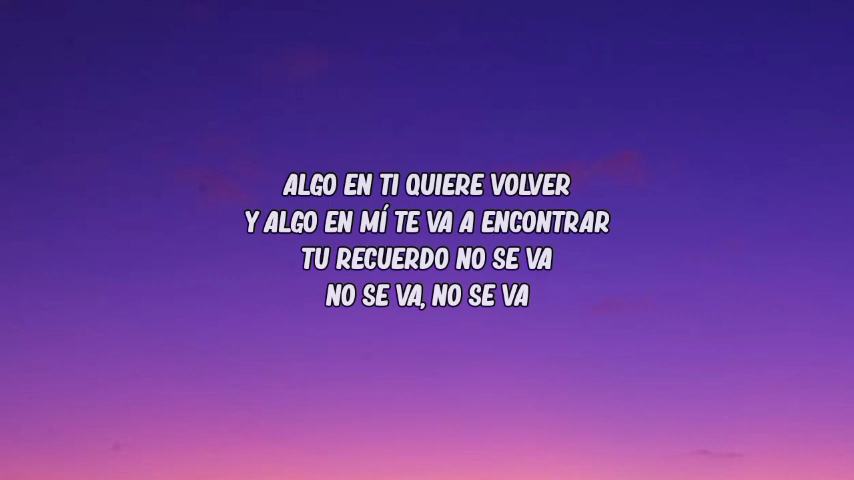 ALGO EN TI QUIERE VOLVER
Y ALGO EN MÍ TE VA A ENCONTRAR
TU RECUERDO NO SE VA
NO SE VA, NO SE VA